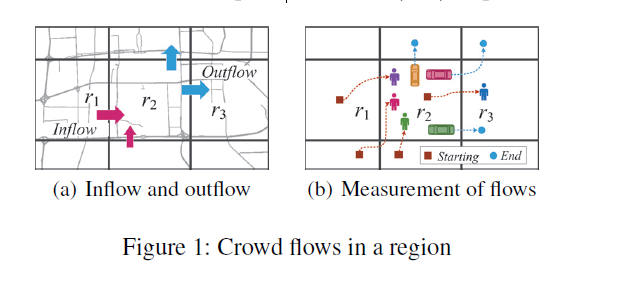 Outflow
r1
r2
r3
Inflow
r1
r2
r3
Starting
End
(a) Inflow and outflow
(b) Measurement of flows
Figure 1: Crowd flows in a region